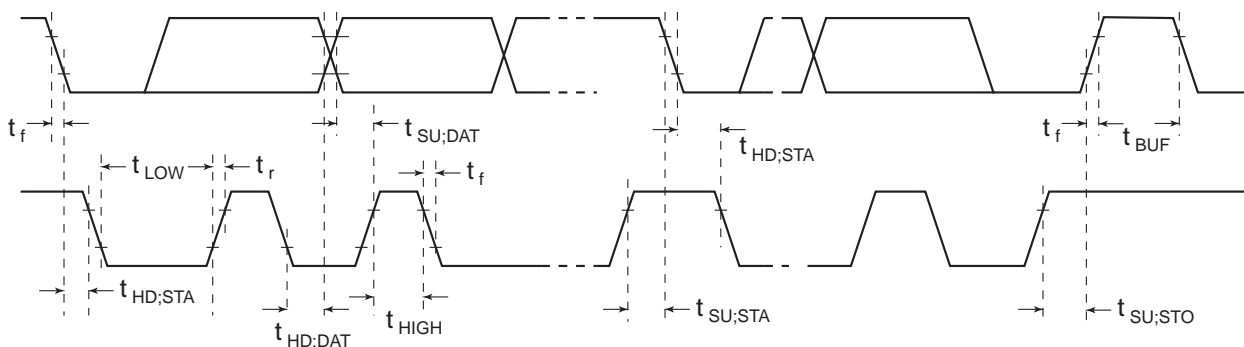 t f
t SU;DAT
t HD;STA
t f
t BUF
t LOW
t r
t f
t HD;STA
t HD;DAT
t HIGH
t SU;STA
t SU;STO